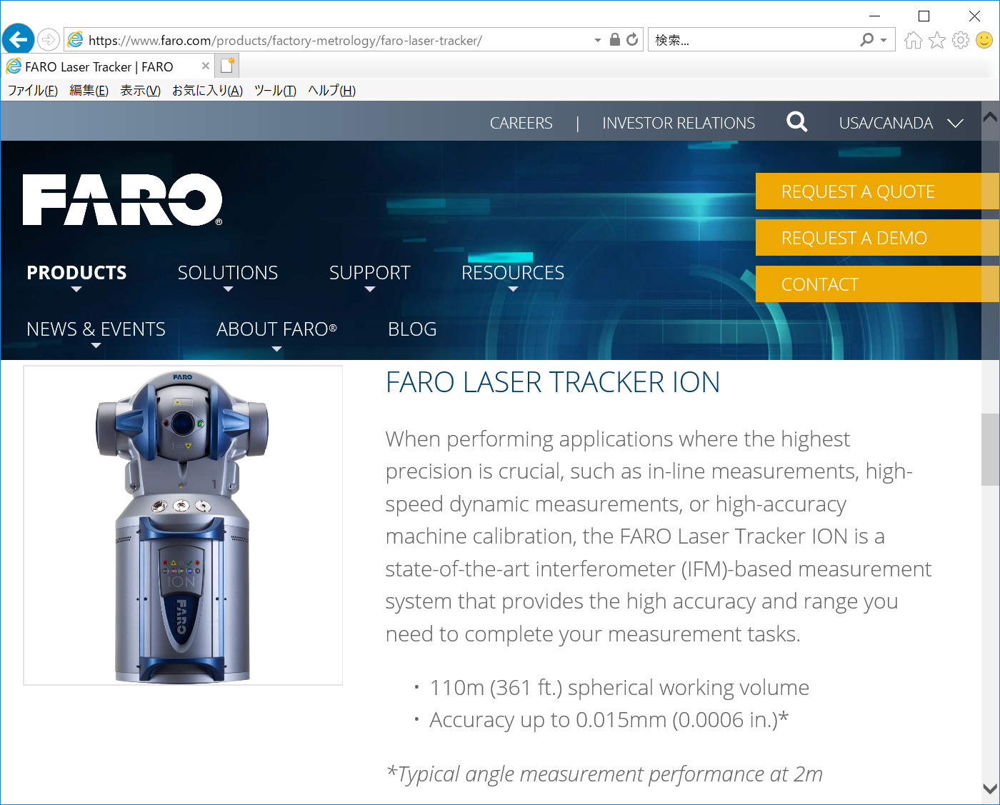 https://www.faro.com/products/factory-metrology/faro-laser-tracker/
検索...
FARO Laser Tracker | FARO
ファイル(F) 編集(E) 表示(V) お気に入り(A) ツール(T) ヘルプ(H)
CAREERS | INVESTOR RELATIONS USA/CANADA
FARO®
REQUEST A QUOTE
REQUEST A DEMO
CONTACT
PRODUCTS SOLUTIONS SUPPORT RESOURCES
NEWS & EVENTS ABOUT FARO® BLOG
FARO
1
ION
FARO
FARO LASER TRACKER ION
When performing applications where the highest
precision is crucial, such as in-line measurements, high-
speed dynamic measurements, or high-accuracy
machine calibration, the FARO Laser Tracker ION is a
state-of-the-art interferometer (IFM)-based measurement
system that provides the high accuracy and range you
need to complete your measurement tasks.
• 110m (361 ft.) spherical working volume
• Accuracy up to 0.015mm (0.0006 in.)*
*Typical angle measurement performance at 2m